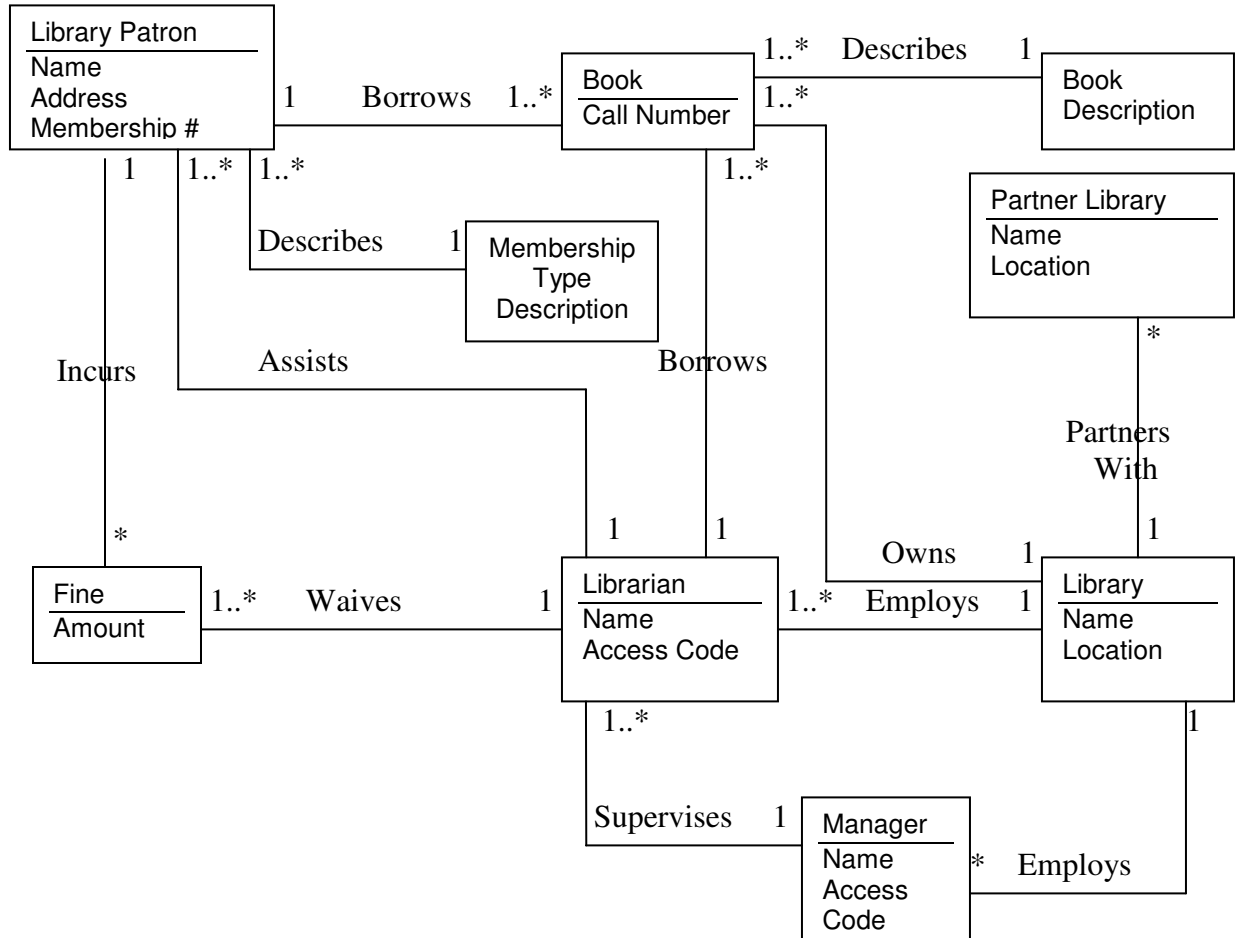 Library Patron
Name
Address
Membership #
1 Borrows 1..*
Book
Call Number
1..* Describes 1
1..*
Book
Description
1 1..* 1..*
1..*
Partner Library
Name
Location
Describes 1
Membership
Type
Description
*
Incurs
Assists
Borrows
Partners
With
*
1 1
1
Owns 1
Fine
Amount
1..* Waives 1
Librarian
Name
Access Code
1..* Employs 1
Library
Name
Location
1..*
1
Supervises 1
Manager
Name
Access
Code
* Employs